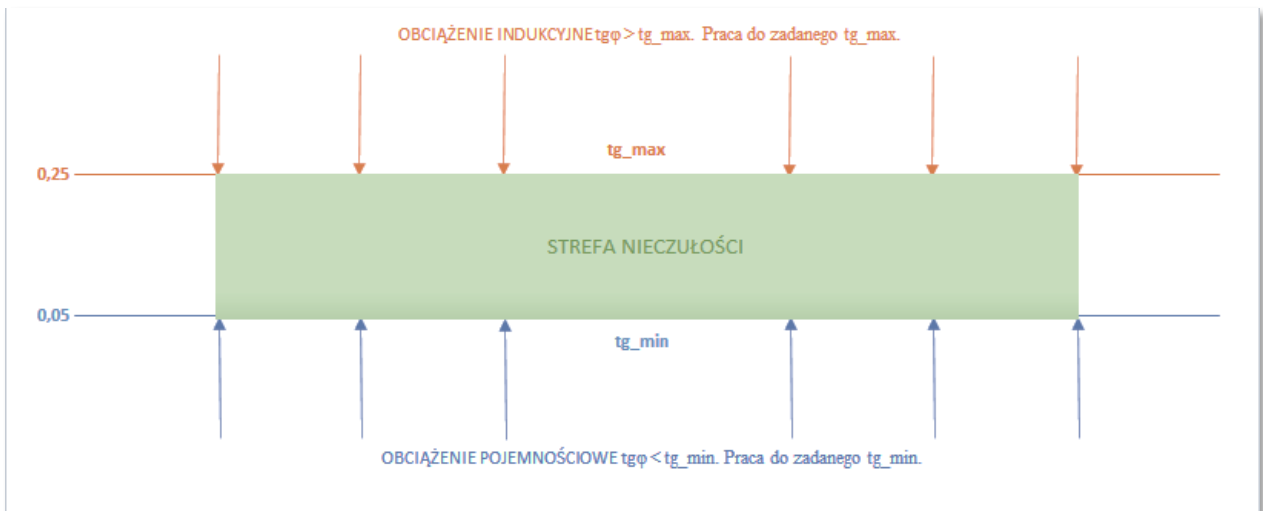 OBCIĄŻENIE INDUKCYJNE tgφ > tg_max. Praca do zadanego tg_max.
tg_max
0,25
STREFA NIECZUŁOŚCI
0,05
tg_min
OBCIĄŻENIE POJEMNOŚCIOWE tgφ < tg_min. Praca do zadanego tg_min.